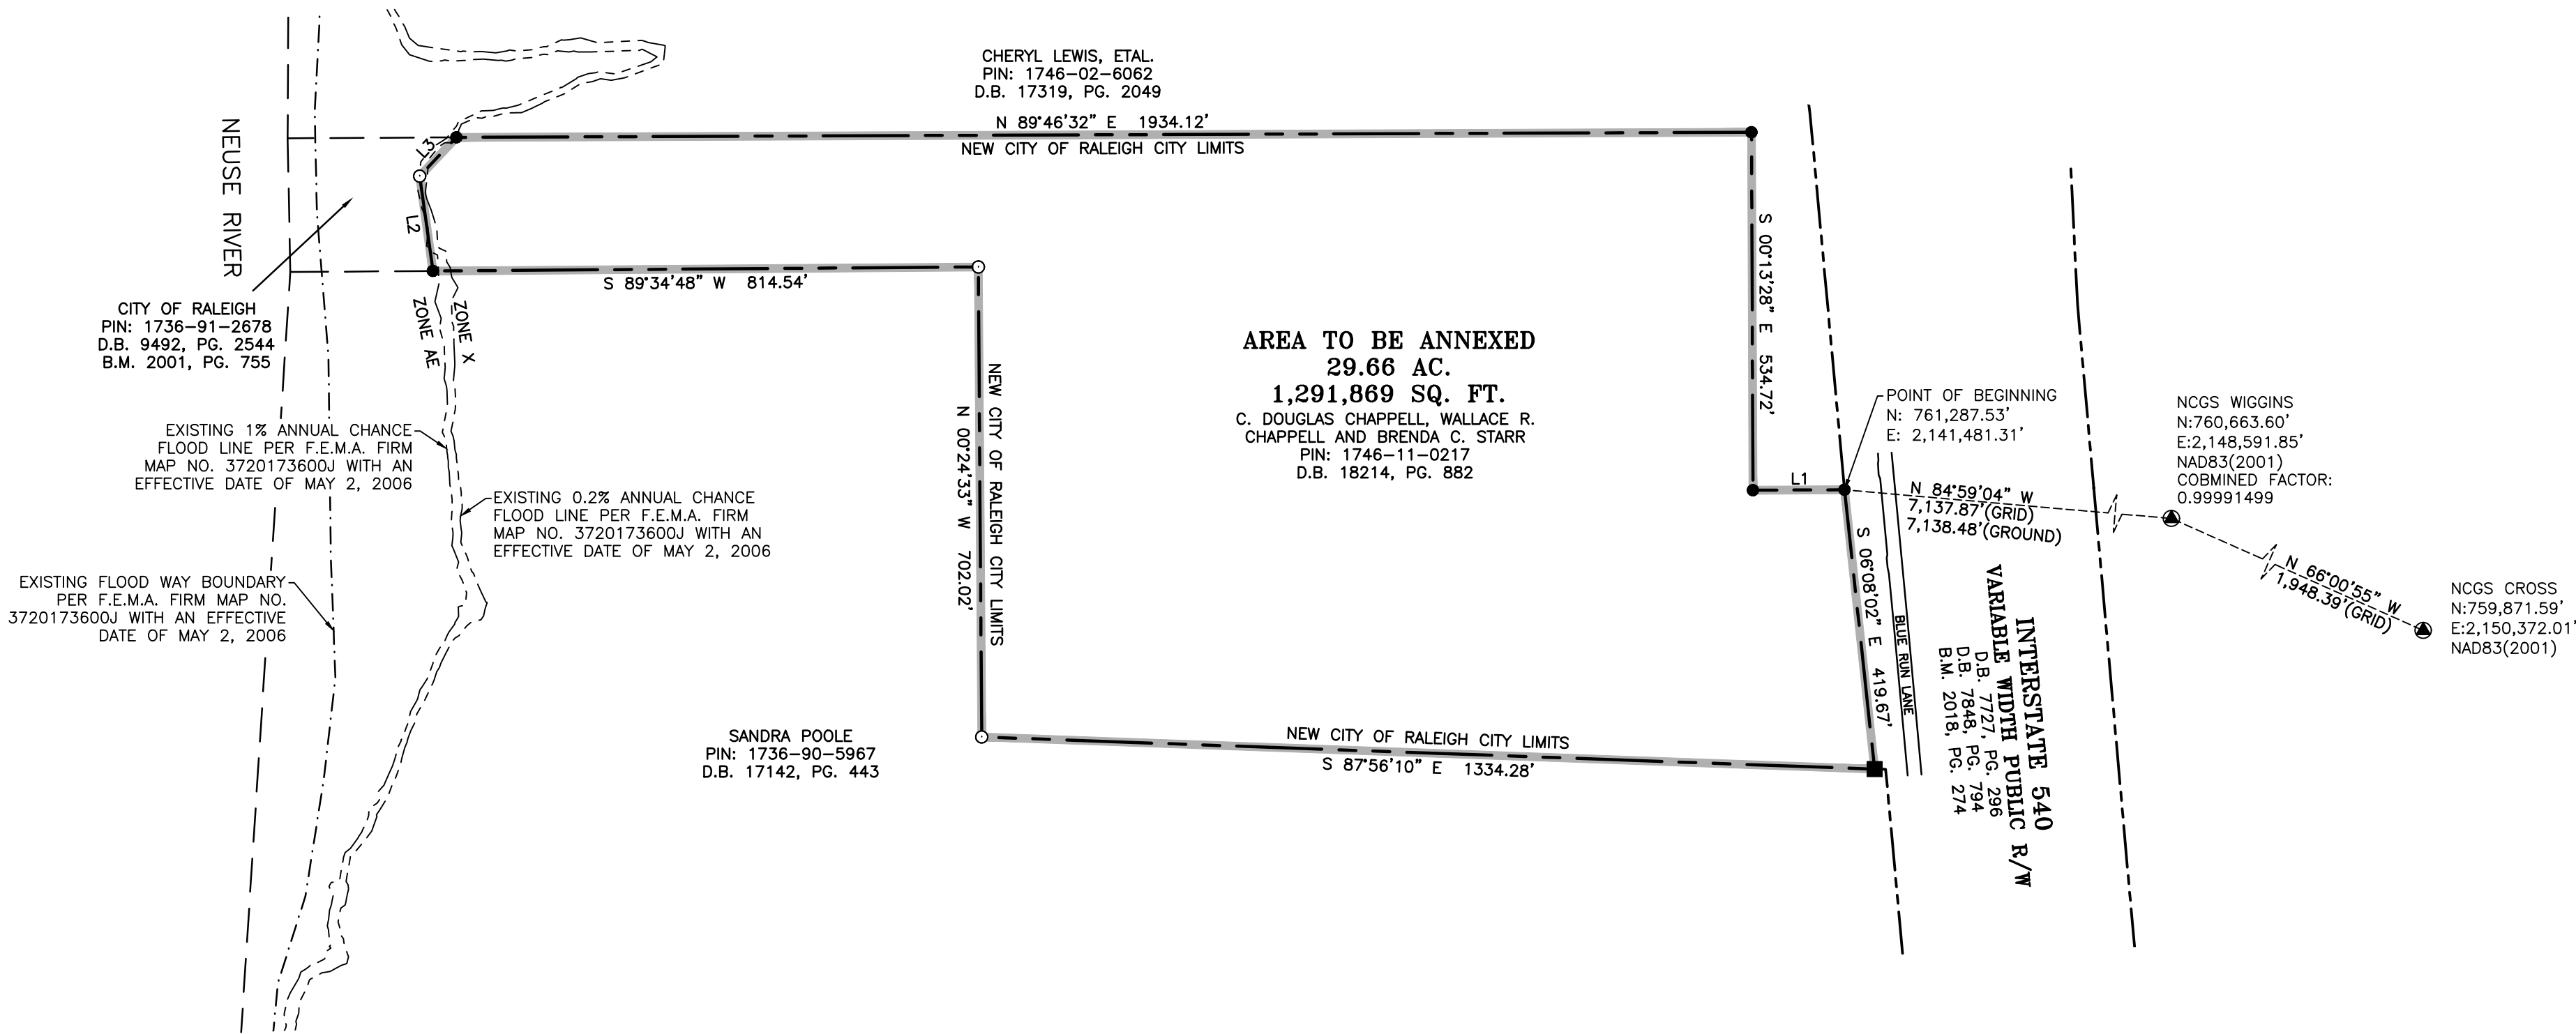 CHERYL LEWIS, ETAL.
PIN: 1746-02-6062
D.B. 17319, PG. 2049
N 89°46'32" E 1934.12'
NEW CITY OF RALEIGH CITY LIMITS
NEUSE RIVER
L3
L2
S 89°34'48" W 814.54'
CITY OF RALEIGH
PIN: 1736-91-2678
D.B. 9492, PG. 2544
B.M. 2001, PG. 755
ZONE AE
ZONE X
EXISTING 1% ANNUAL CHANCE
FLOOD LINE PER F.E.M.A. FIRM
MAP NO. 3720173600J WITH AN
EFFECTIVE DATE OF MAY 2, 2006
EXISTING 0.2% ANNUAL CHANCE
FLOOD LINE PER F.E.M.A. FIRM
MAP NO. 3720173600J WITH AN
EFFECTIVE DATE OF MAY 2, 2006
EXISTING FLOOD WAY BOUNDARY
PER F.E.M.A. FIRM MAP NO.
3720173600J WITH AN EFFECTIVE
DATE OF MAY 2, 2006
N 00°24'33" W 702.02'
NEW CITY OF RALEIGH CITY LIMITS
AREA TO BE ANNEXED
29.66 AC.
1,291,869 SQ. FT.
C. DOUGLAS CHAPPELL, WALLACE R.
CHAPPELL AND BRENDA C. STARR
PIN: 1746-11-0217
D.B. 18214, PG. 882
S 00°13'28" E 534.72'
L1
POINT OF BEGINNING
N: 761,287.53'
E: 2,141,481.31'
NCGS WIGGINS
N:760,663.60'
E:2,148,591.85'
NAD83(2001)
COBMINED FACTOR:
0.99991499
N 84°59'04" W
7,137.87'(GRID)
7,138.48'(GROUND)
N 66°00'55" W
1,948.39'(GRID)
NCGS CROSS
N:759,871.59'
E:2,150,372.01'
NAD83(2001)
S 06°08'02" E 419.67'
BLUE RUN LANE
INTERSTATE 540
VARIABLE WIDTH PUBLIC R/W
D.B. 7727, PG. 296
D.B. 7848, PG. 794
B.M. 2018, PG. 274
SANDRA POOLE
PIN: 1736-90-5967
D.B. 17142, PG. 443
NEW CITY OF RALEIGH CITY LIMITS
S 87°56'10" E 1334.28'